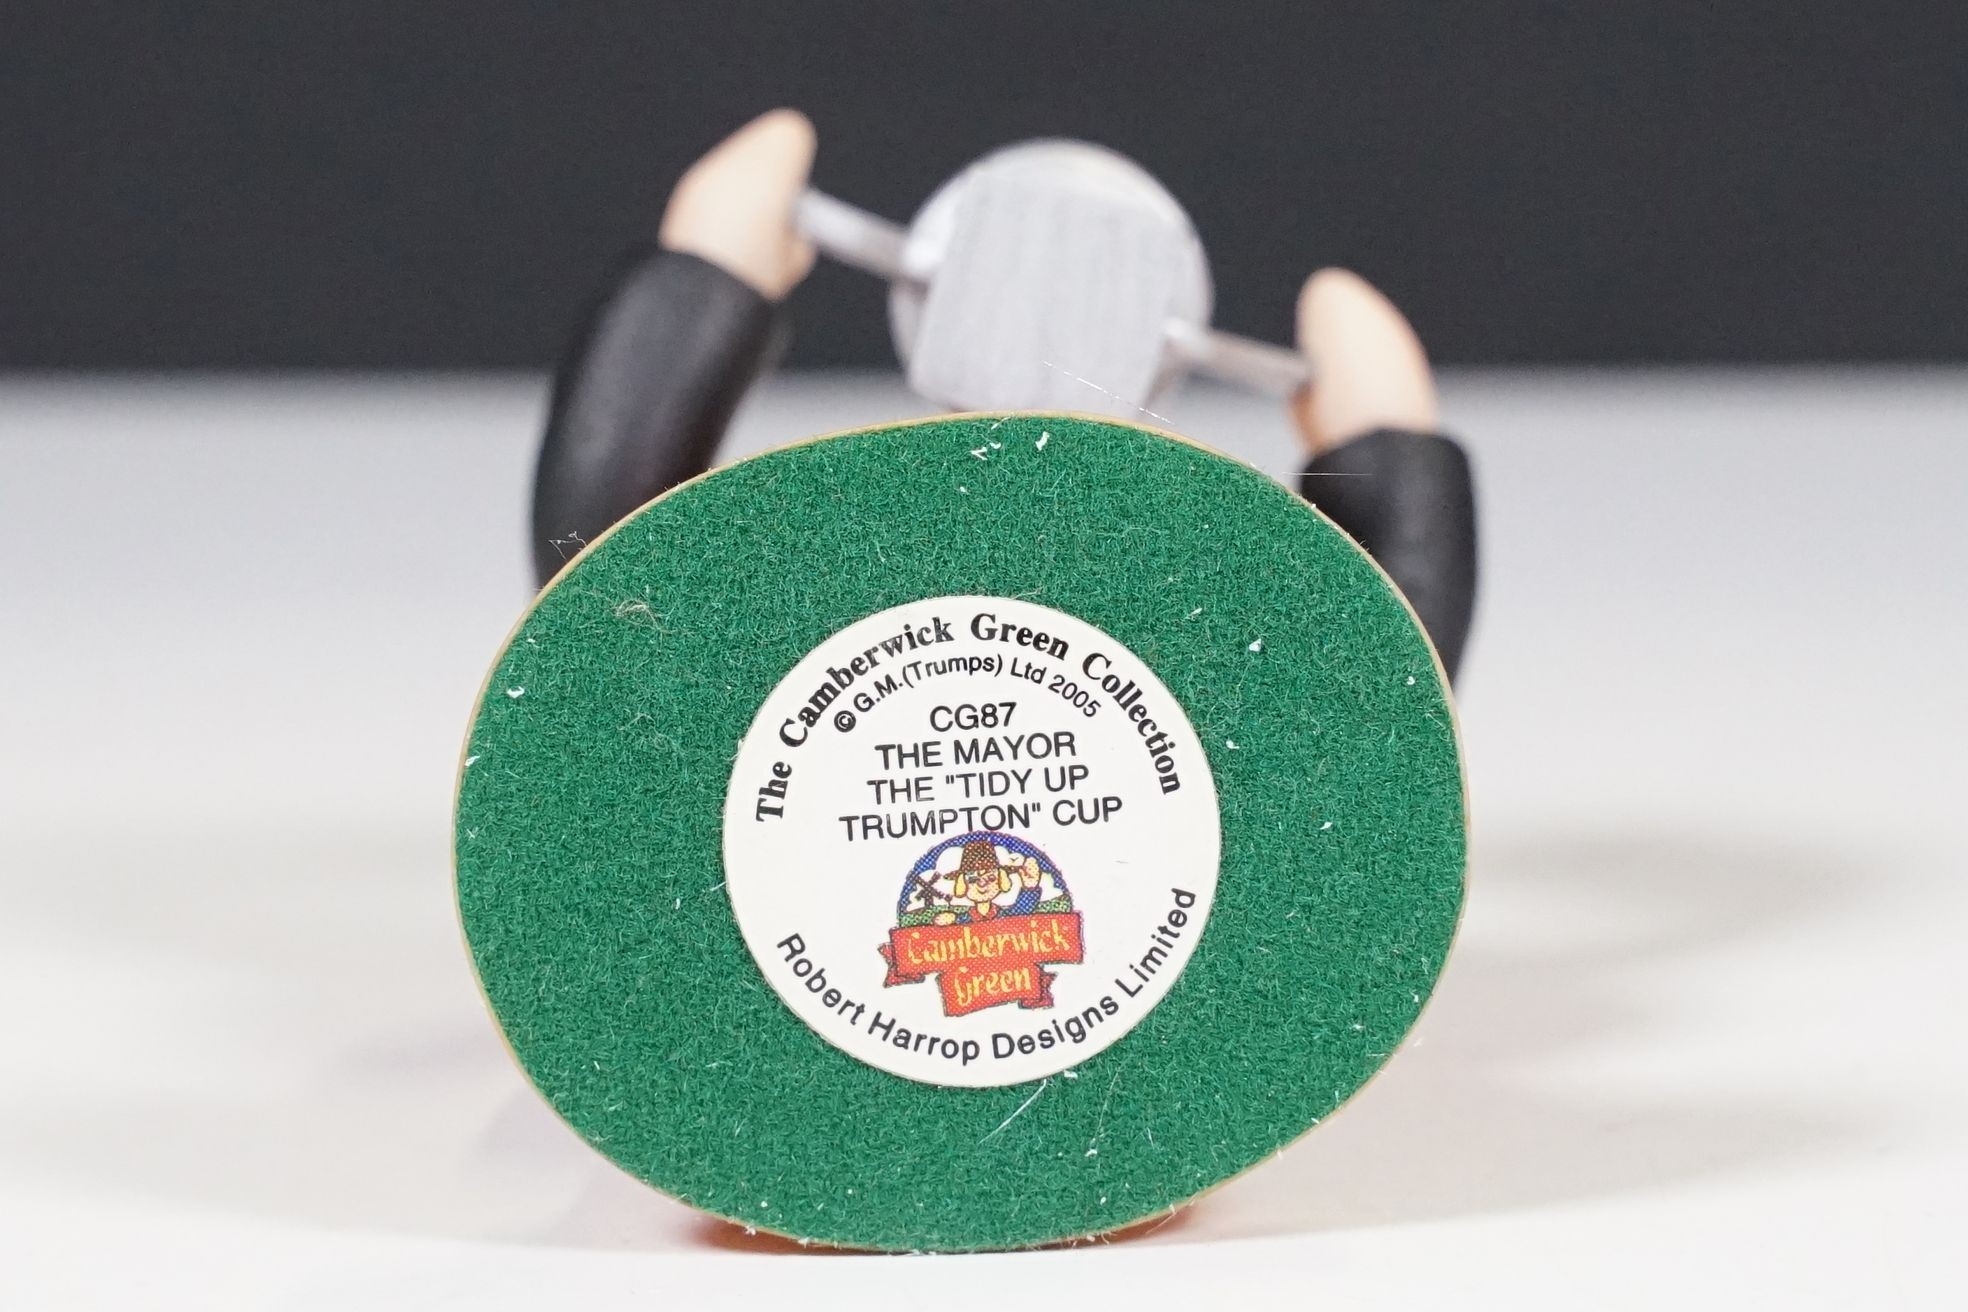 The Camberwick Green Collection
© G.M.(Trumps) Ltd 2005
CG87
THE MAYOR
THE "TIDY UP
TRUMPTON" CUP
Camberwick
Green
Robert Harrop Designs Limited